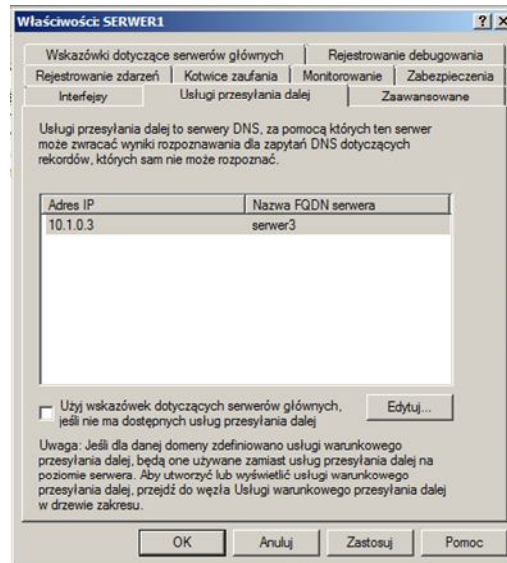 Właściwości: SERWER1
Wskazówki dotyczące serwerów głównych
Rejestrowanie debugowania
Rejestrowanie zdarzeń
Kotwice zaufania
Monitorowanie
Zabezpieczenia
Interfejsy
Usługi przesyłania dalej
Zaawansowane
Usługi przesyłania dalej to serwery DNS, za pomocą których ten serwer
może zwracać wyniki rozpoznawania dla zapytań DNS dotyczących
rekordów, których sam nie może rozpoznać.
Adres IP
Nazwa FQDN serwera
10.1.0.3
serwer3
Użyj wskazówek dotyczących serwerów głównych,
jeśli nie ma dostępnych usług przesyłania dalej
Edytuj...
Uwaga: Jeśli dla danej domeny zdefiniowano usługi warunkowego
przesyłania dalej, będą one używane zamiast usług przesyłania dalej na
poziomie serwera. Aby utworzyć lub wyświetlić usługi warunkowego
przesyłania dalej, przejdź do węzła Usługi warunkowego przesyłania dalej
w drzewie zakresu.
OK
Anuluj
Zastosuj
Pomoc